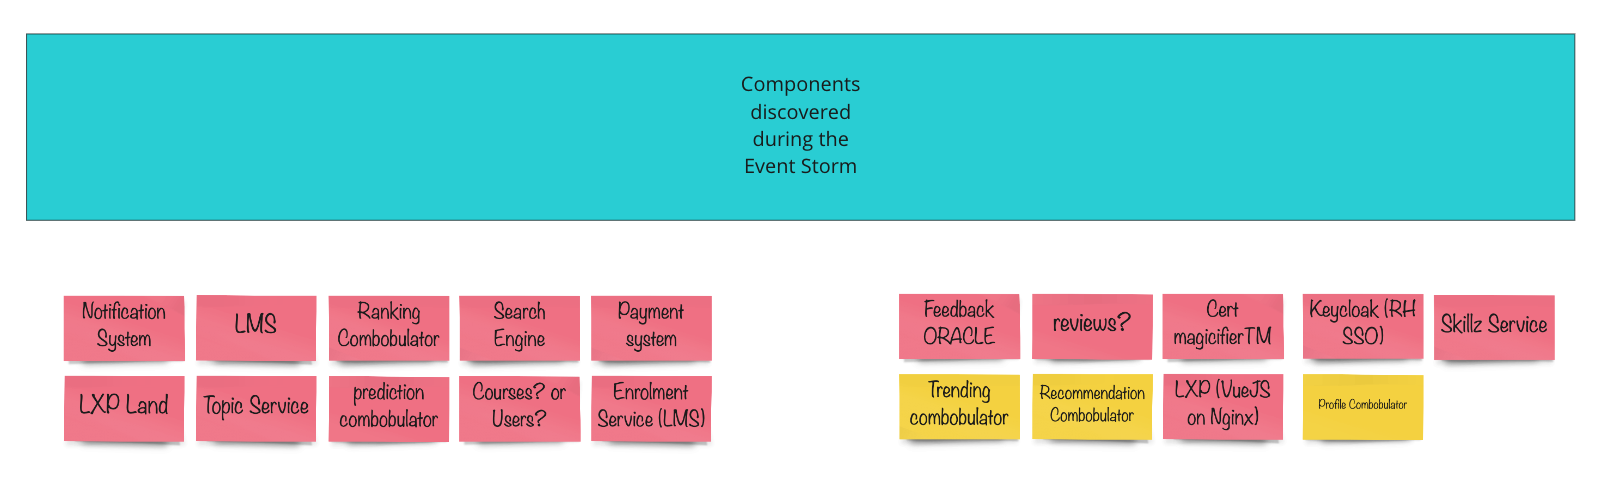 Components
discovered
during the
Event Storm
Notification
System
LMS
Ranking
Combobulator
Search
Engine
Payment
system
LXP Land
Topic Service
prediction
combobulator
Courses? or
Users?
Enrolment
Service (LMS)
Feedback
ORACLE
reviews?
Cert
magicifierTM
Keycloak (RH
SSO)
Skillz Service
Trending
combobulator
Recommendation
Combobulator
LXP (VueJS
on Nginx)
Profile Combobulator